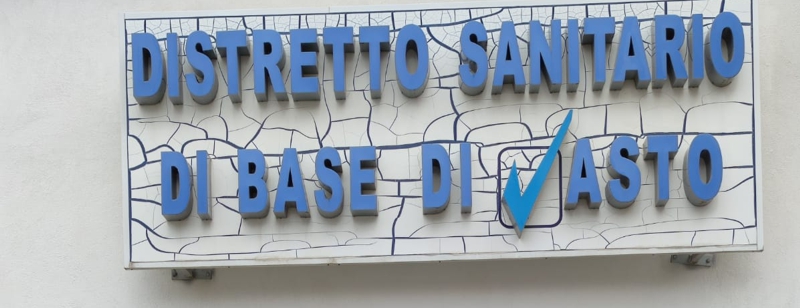 DISTRETTO SANITARIO
DI BASE DI VASTO